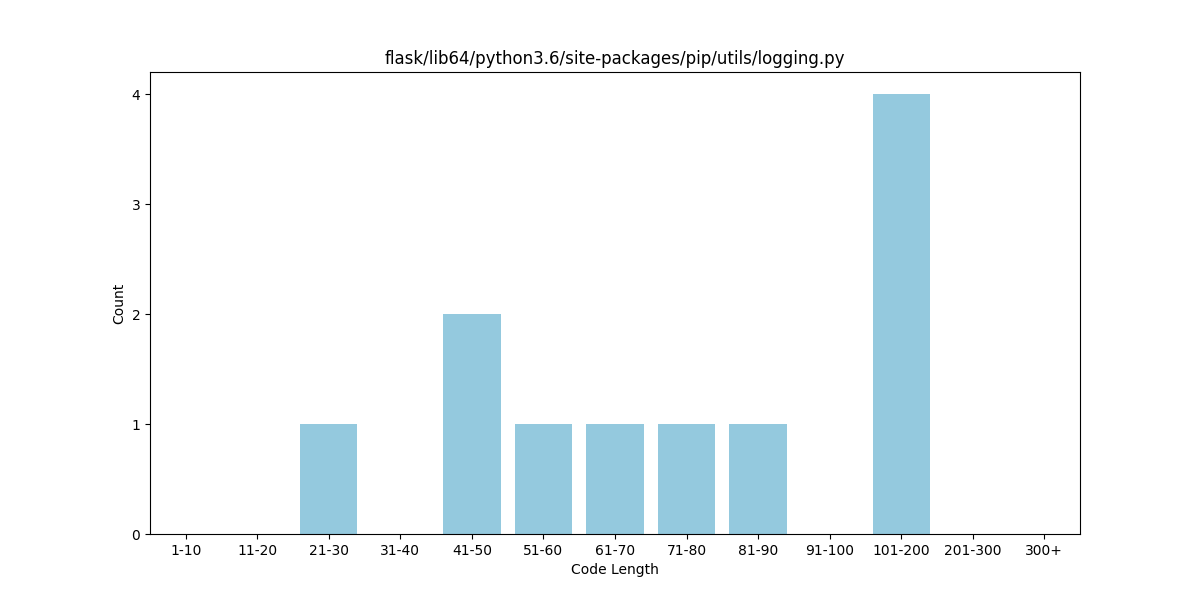 flask/lib64/python3.6/site-packages/pip/utils/logging.py
Count
4
3
2
1
0
1-10 11-20 21-30 31-40 41-50 51-60 61-70 71-80 81-90 91-100 101-200 201-300 300+
Code Length